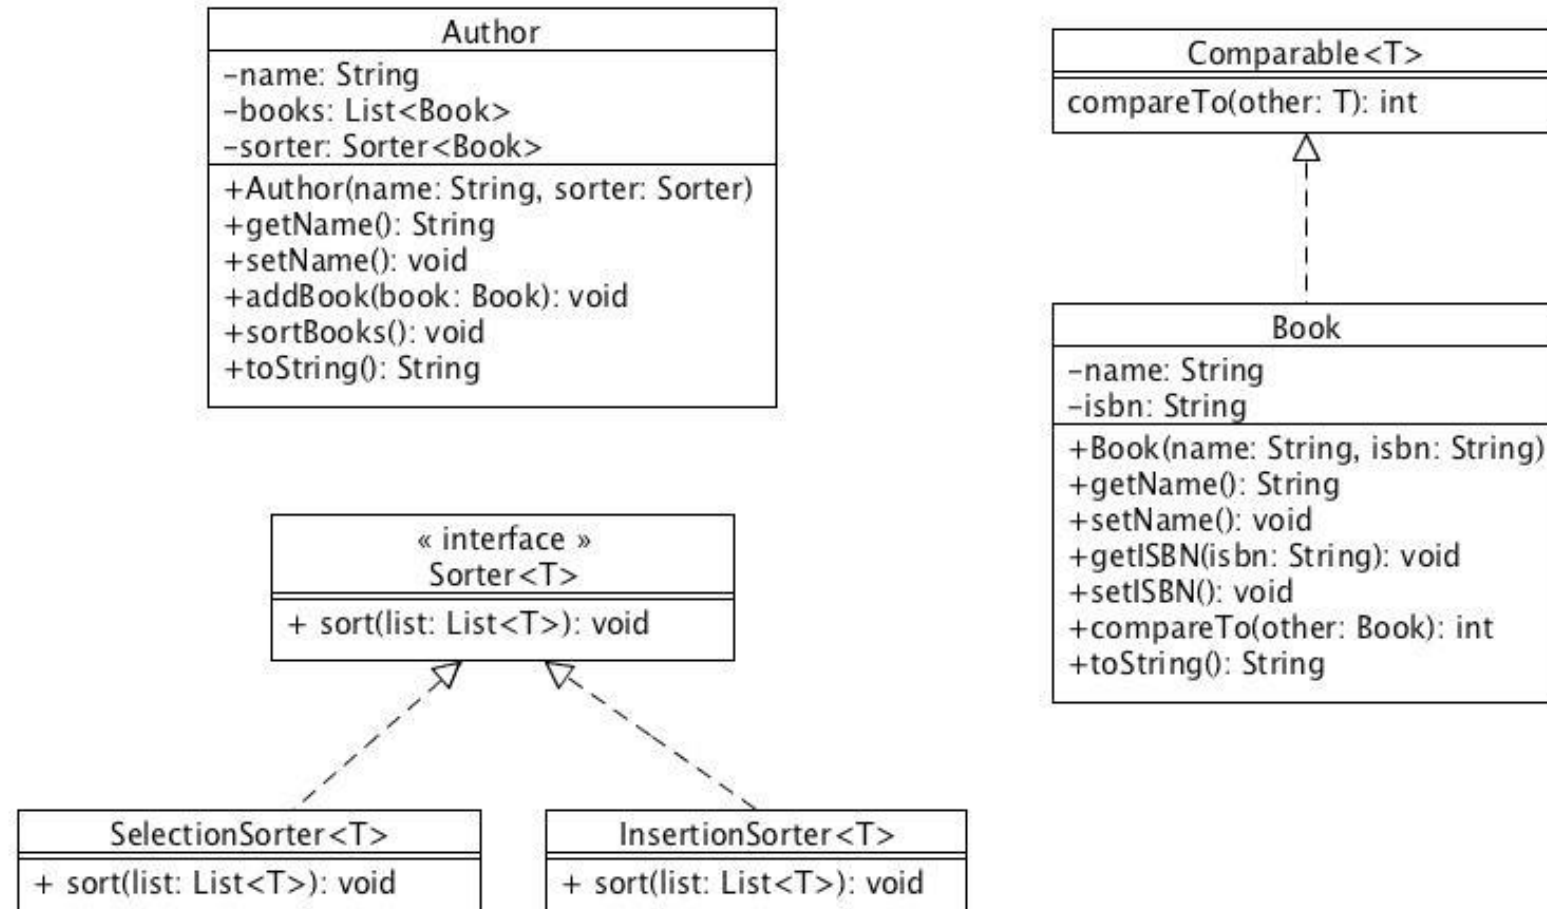 Author
-name: String
-books: List<Book>
-sorter: Sorter<Book>
+Author(name: String, sorter: Sorter)
+getName(): String
+setName(): void
+addBook(book: Book): void
+sortBooks(): void
+toString(): String
Comparable<T>
compareTo(other: T): int
Book
-name: String
-isbn: String
+Book(name: String, isbn: String)
+getName(): String
+setName(): void
+getISBN(isbn: String): void
+setISBN(): void
+compareTo(other: Book): int
+toString(): String
« interface »
Sorter<T>
+ sort(list: List<T>): void
SelectionSorter<T>
+ sort(list: List<T>): void
InsertionSorter<T>
+ sort(list: List<T>): void